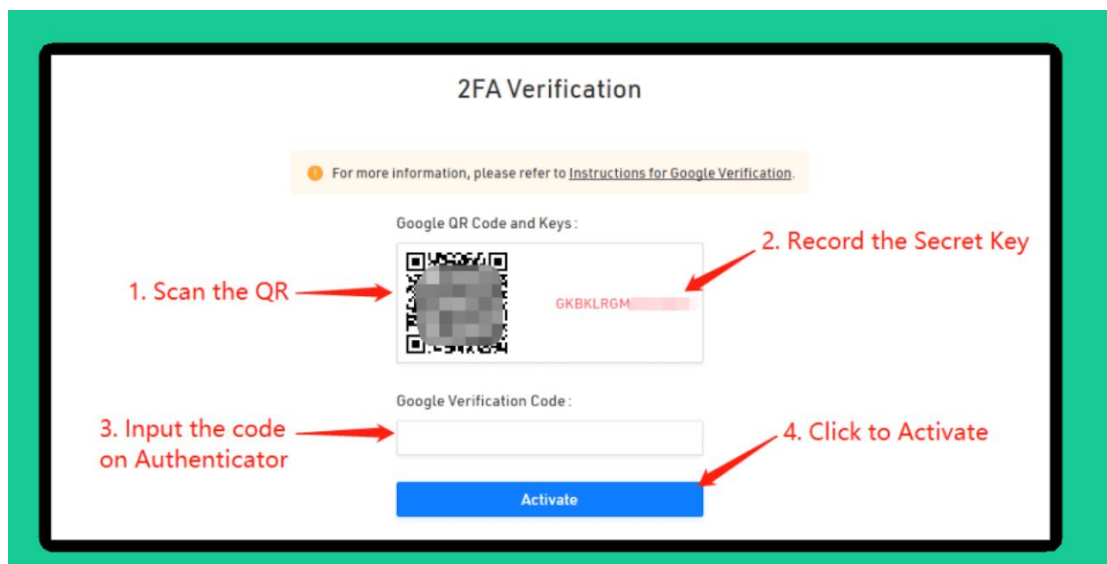 2FA Verification
For more information, please refer to Instructions for Google Verification.
Google QR Code and Keys :
2. Record the Secret Key
1. Scan the QR
GKBKLRGM
Google Verification Code :
3. Input the code
on Authenticator
4. Click to Activate
Activate